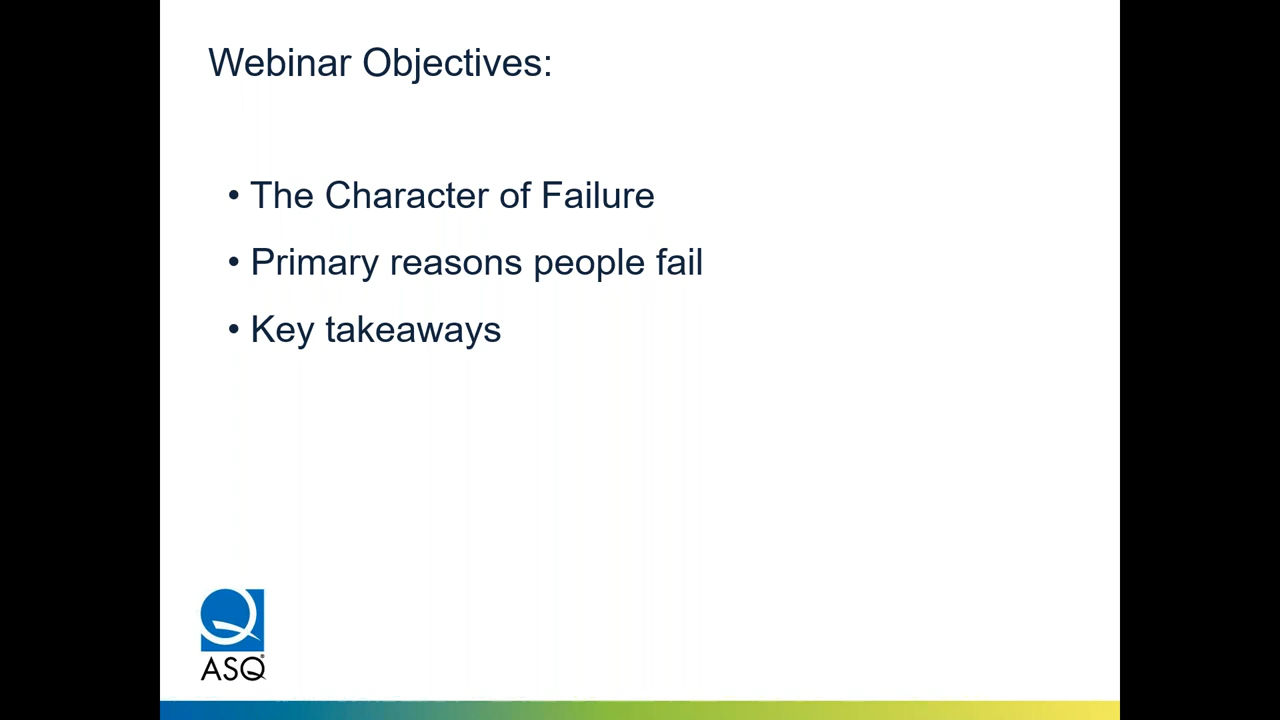 Webinar Objectives:
• The Character of Failure
• Primary reasons people fail
• Key takeaways
ASQ®